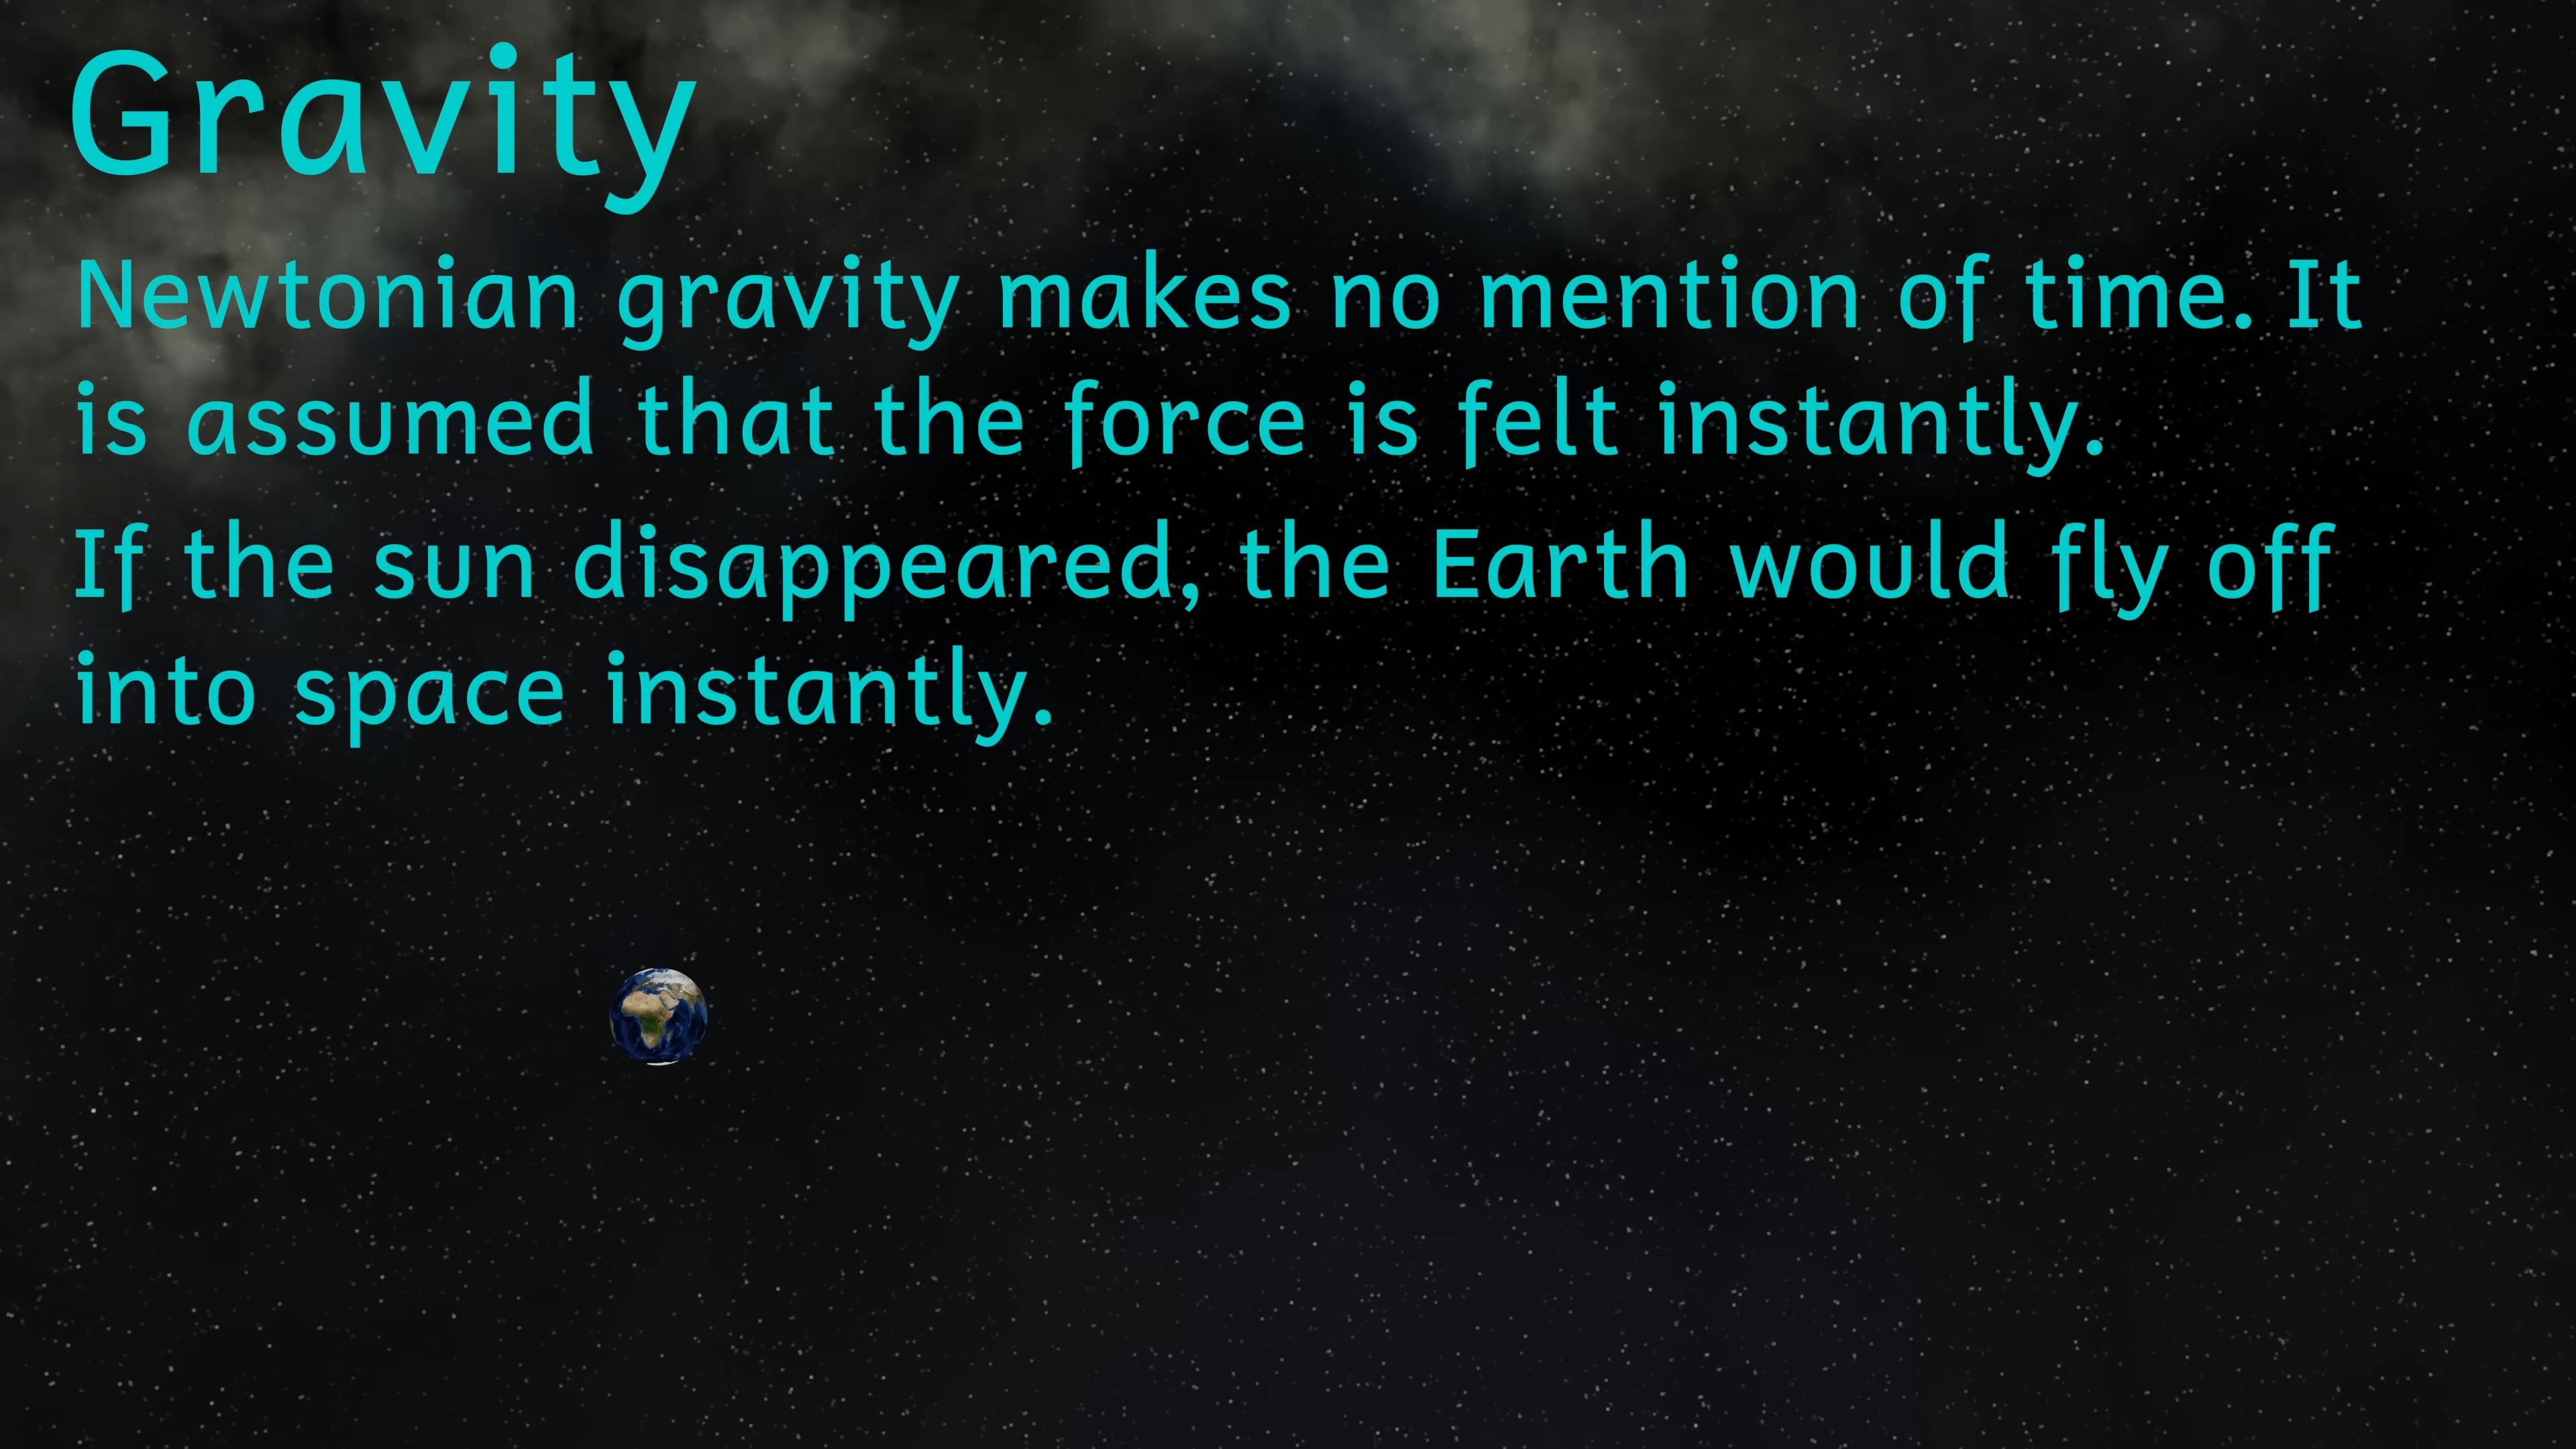 Gravity
Newtonian gravity makes no mention of time. It
is assumed that the force is felt instantly.
If the sun disappeared, the Earth would fly off
into space instantly.